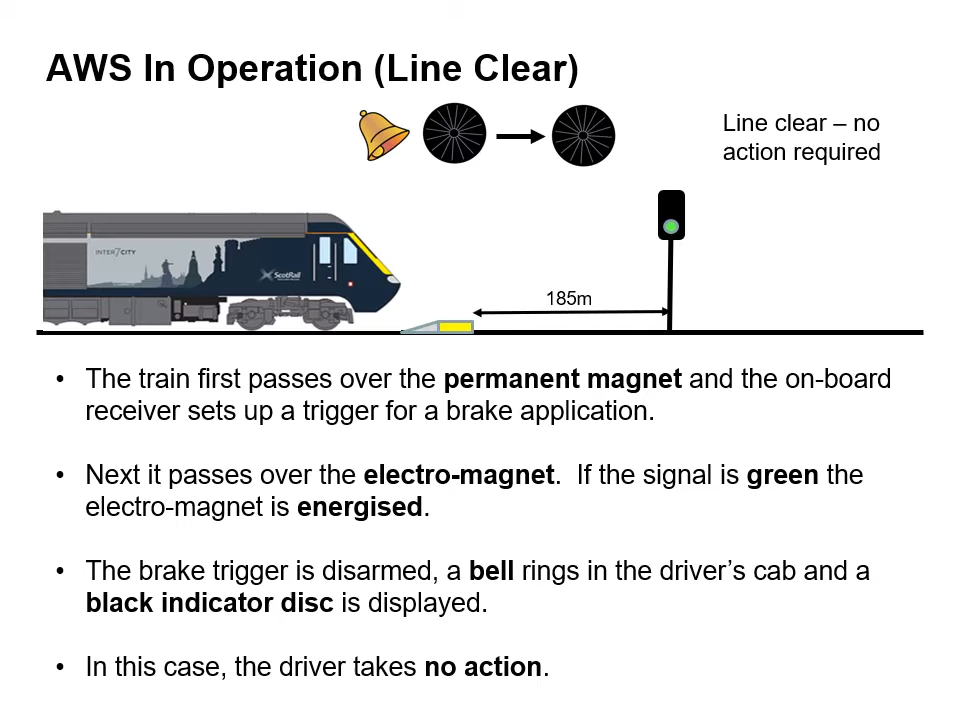 AWS In Operation (Line Clear)
Line clear – no
action required
INTER7CITY
ScotRail
185m
• The train first passes over the permanent magnet and the on-board
receiver sets up a trigger for a brake application.
• Next it passes over the electro-magnet.  If the signal is green the
electro-magnet is energised.
• The brake trigger is disarmed, a bell rings in the driver’s cab and a
black indicator disc is displayed.
• In this case, the driver takes no action.